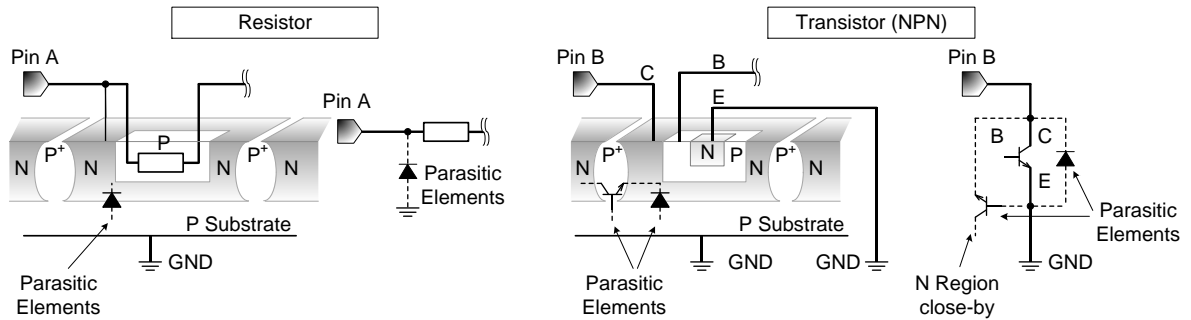 Resistor
Transistor (NPN)
Pin A
Pin B
Pin B
C
B
E
Pin A
N
P+
N
P
P+
N
N
N
P+
N
N
P
P+
N
N
B
C
E
Parasitic
Elements
P Substrate
P Substrate
Parasitic
Elements
GND
GND
GND
GND
Parasitic
Elements
Parasitic
Elements
N Region
close-by